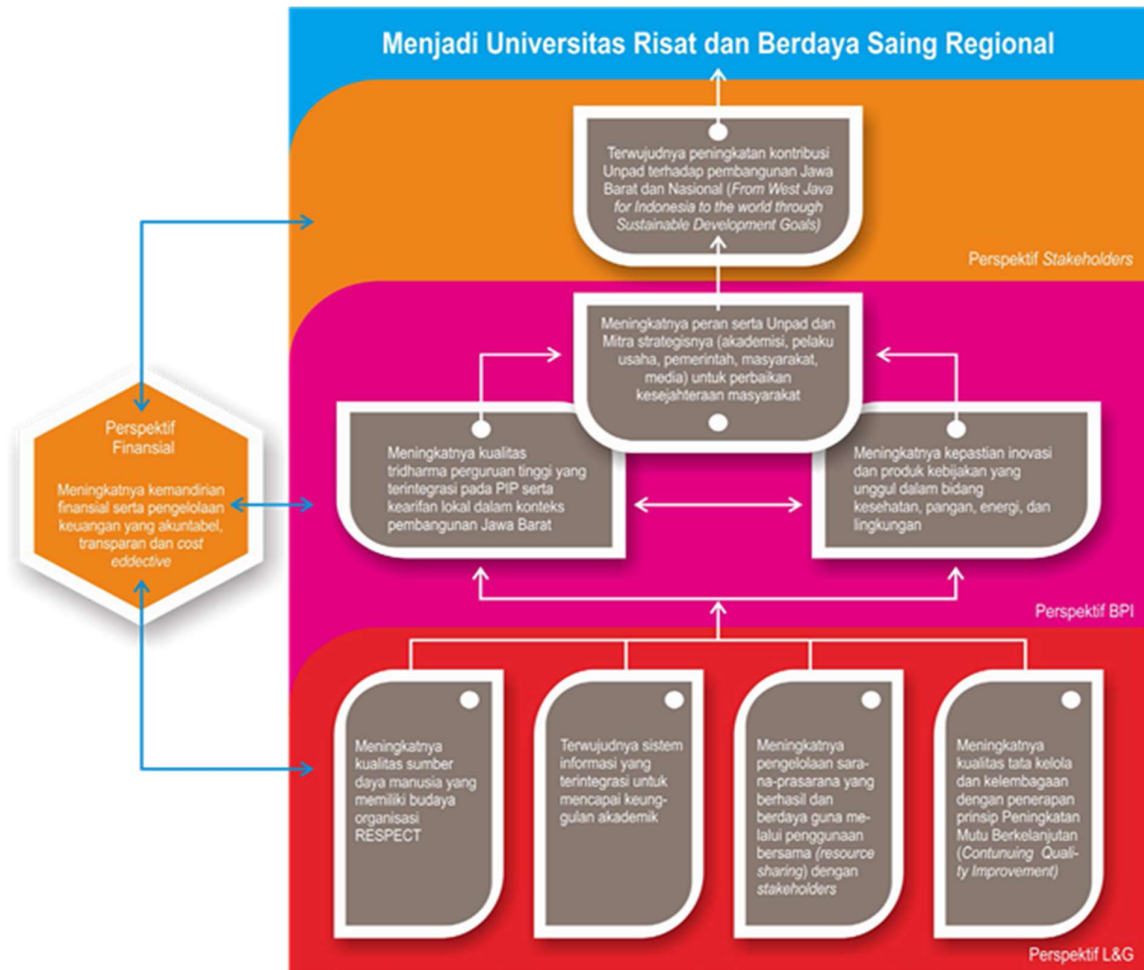 Menjadi Universitas Risat dan Berdaya Saing Regional
Terwujudnya peningkatan kontribusi
Unpad terhadap pembangunan Jawa
Barat dan Nasional (From West Java
for Indonesia to the world through
Sustainable Development Goals)
Perspektif Stakeholders
Meningkatnya peran serta Unpad dan
Mitra strategisnya (akademisi, pelaku
usaha, pemerintah, masyarakat,
media) untuk perbaikan
kesejahteraan masyarakat
Perspektif
Finansial
Meningkatnya kemandirian
finansial serta pengelolaan
keuangan yang akuntabel,
transparan dan cost
eddective
Meningkatnya kualitas
tridharma perguruan tinggi yang
terintegrasi pada PIP serta
kearifan lokal dalam konteks
pembangunan Jawa Barat
Meningkatnya kepastian inovasi
dan produk kebijakan yang
unggul dalam bidang
kesehatan, pangan, energi, dan
lingkungan
Perspektif BPI
Meningkatnya
kualitas sumber
daya manusia yang
memiliki budaya
organisasi
RESPECT
Terwujudnya sistem
informasi yang
terintegrasi untuk
mencapai keung-
gulan akademik
Meningkatnya
pengelolaan sara-
na-prasarana yang
berhasil dan
berdaya guna me-
lalui penggunaan
bersama (resource
sharing) dengan
stakeholders
Meningkatnya
kualitas tata kelola
dan kelembagaan
dengan penerapan
prinsip Peningkatan
Mutu Berkelanjutan
(Contunuing Quali-
ty Improvement)
Perspektif L&G